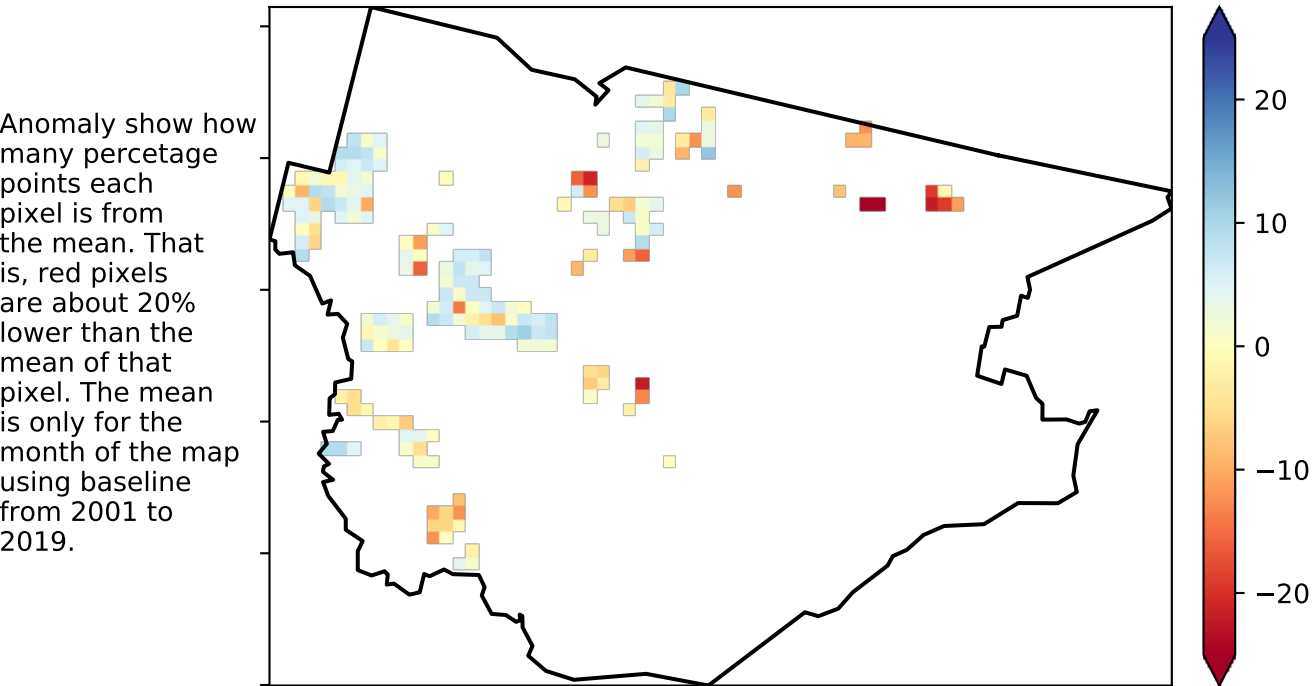 Anomaly show how
many percetage
points each
pixel is from
the mean. That
is, red pixels
are about 20%
lower than the
mean of that
pixel. The mean
is only for the
month of the map
using baseline
from 2001 to
2019.
20
10
0
−10
−20